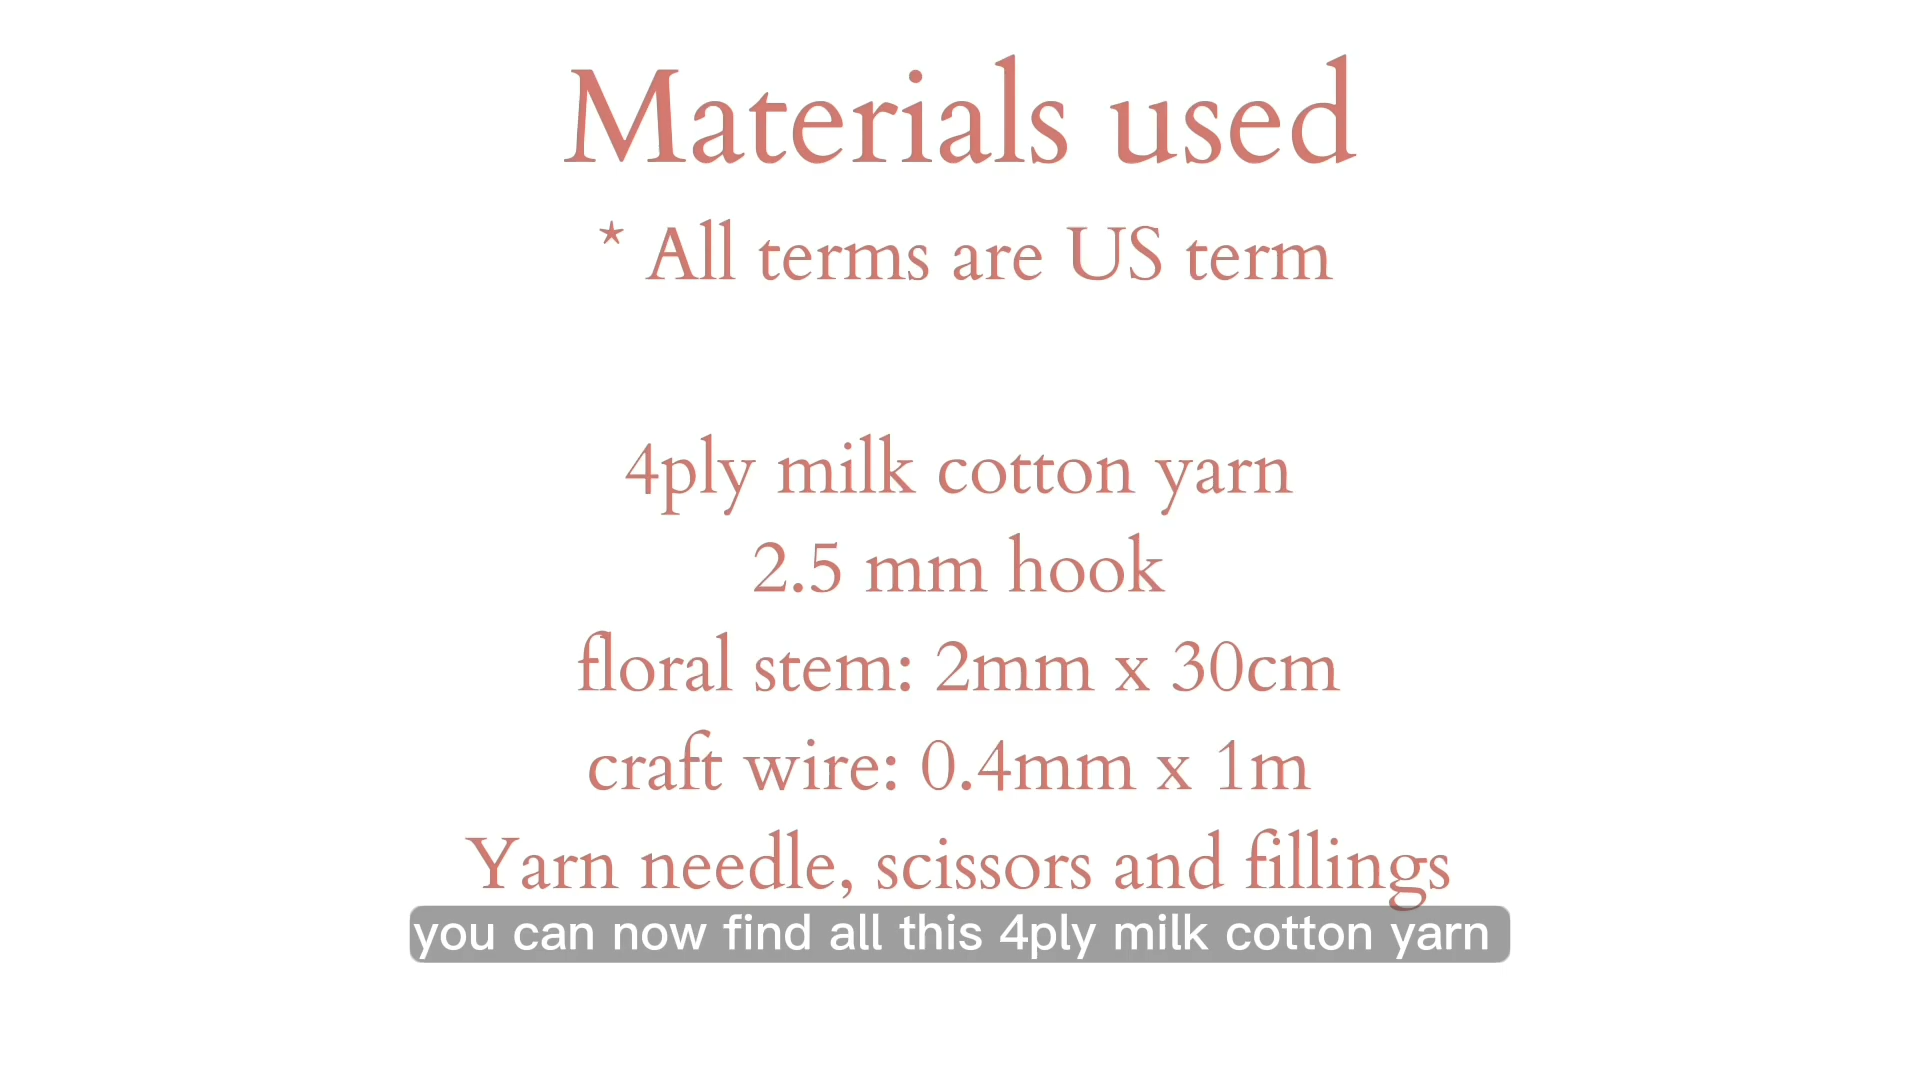 Materials used
* All terms are US term
4ply milk cotton yarn
2.5 mm hook
floral stem: 2mm x 30cm
craft wire: 0.4mm x 1m
Yarn needle, scissors and fillings
you can now find all this 4ply milk cotton yarn